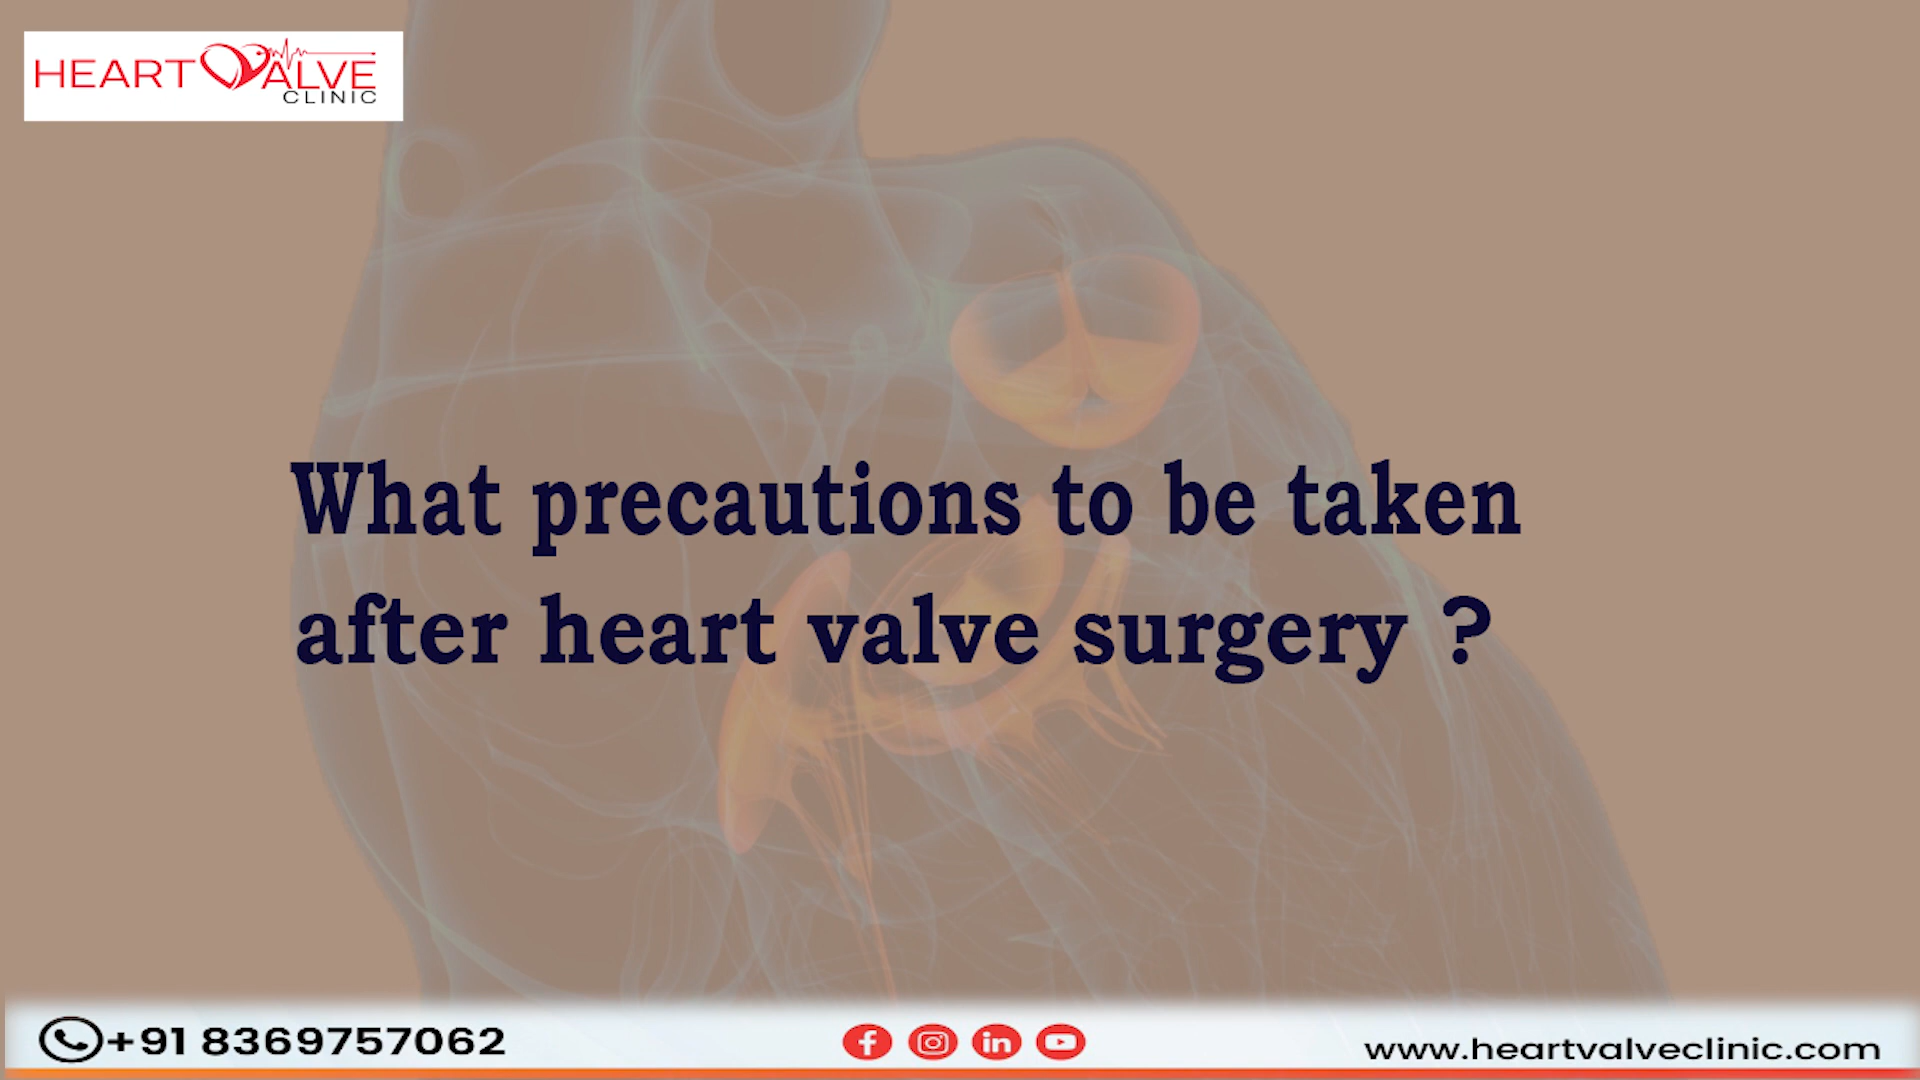 HEART VALVE
CLINIC
What precautions to be taken
after heart valve surgery ?
+91 8369757062
www.heartvalveclinic.com